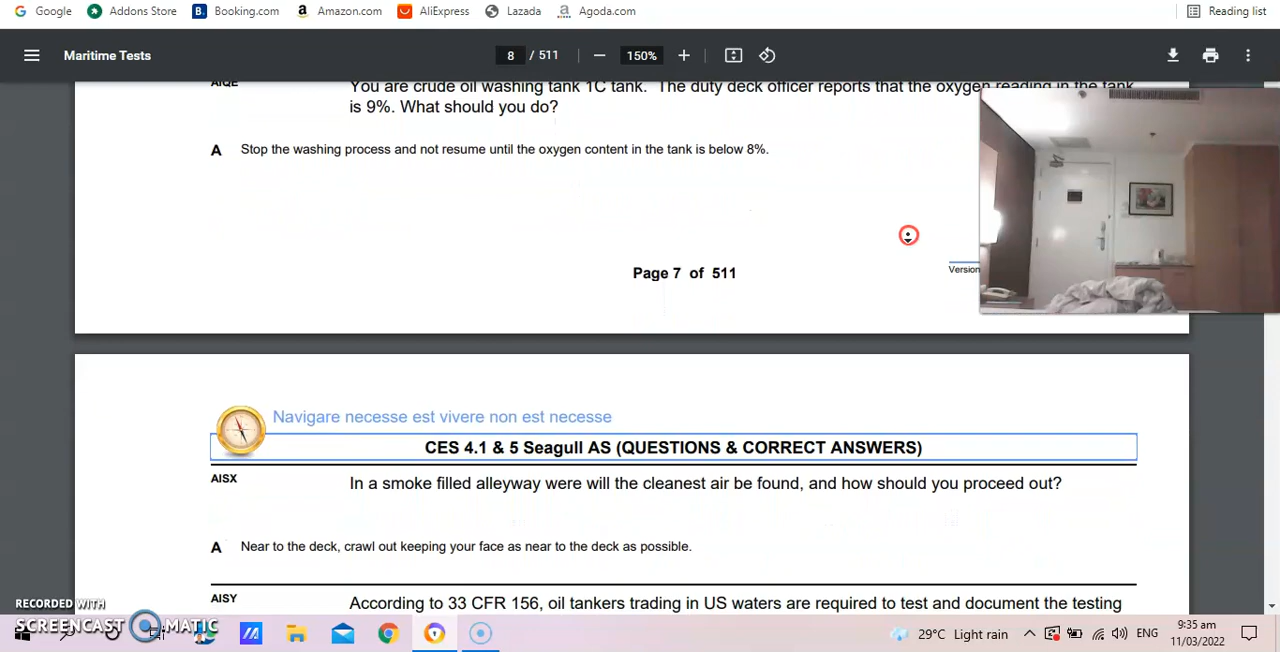 Google Addons Store Booking.com Amazon.com AliExpress Lazada Agoda.com Reading list
Maritime Tests 8 / 511 150%
AIQE You are crude oil washing tank 1C tank. The duty deck officer reports that the oxygen reading in the tank
is 9%. What should you do?
A Stop the washing process and not resume until the oxygen content in the tank is below 8%.
Page 7 of 511
Version
Navigare necesse est vivere non est necesse
CES 4.1 & 5 Seagull AS (QUESTIONS & CORRECT ANSWERS)
AISX In a smoke filled alleyway were will the cleanest air be found, and how should you proceed out?
A Near to the deck, crawl out keeping your face as near to the deck as possible.
AISY According to 33 CFR 156, oil tankers trading in US waters are required to test and document the testing
RECORDED WITH
SCREENCAST MATIC
29°C Light rain ENG
9:35 am
11/03/2022